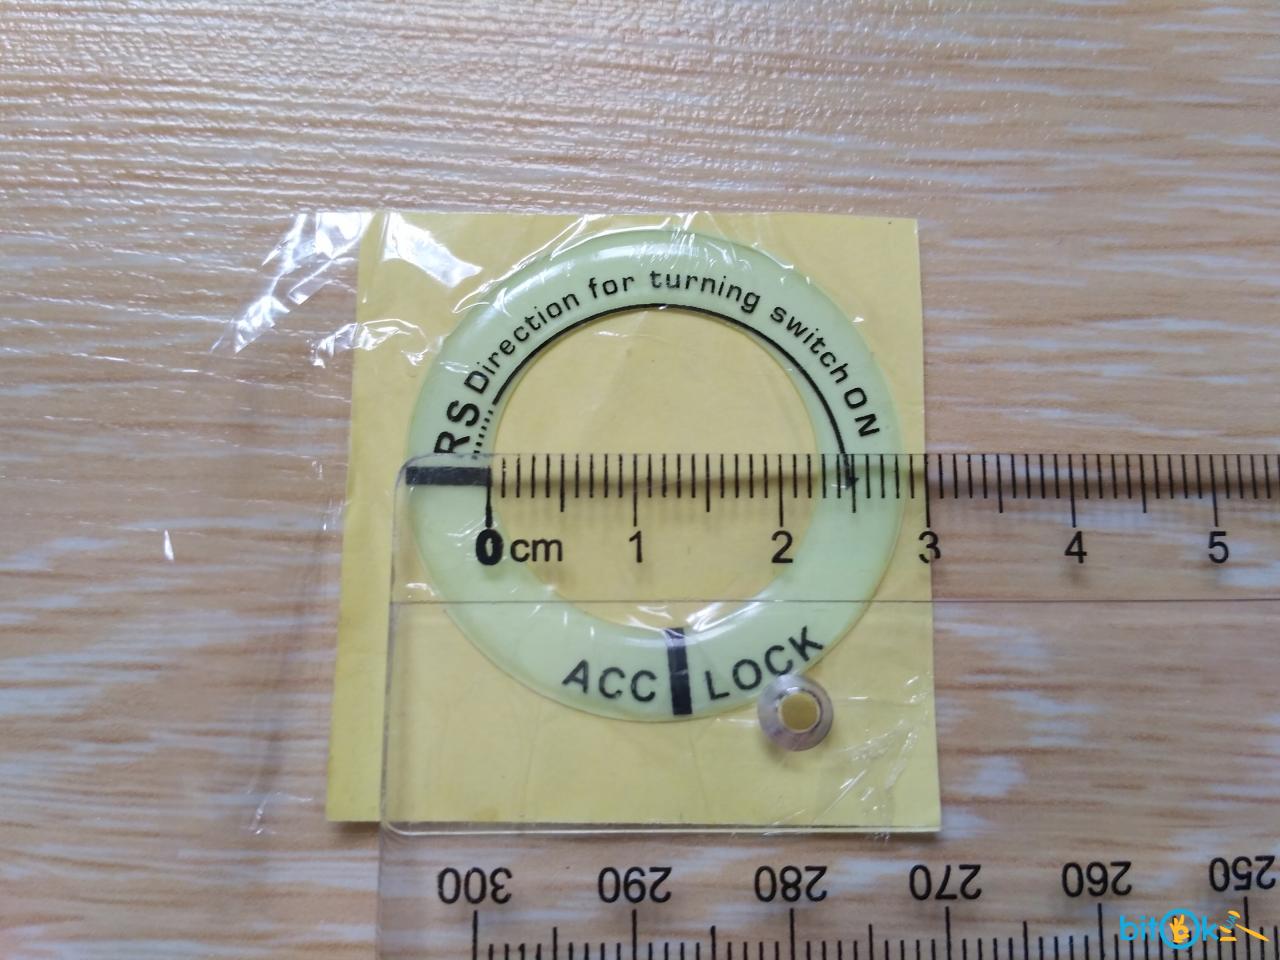 RS Direction for turning switch ON
0 cm 1 2 3 4 5
ACC LOCK
300 290 280 270 260 250
bitOk